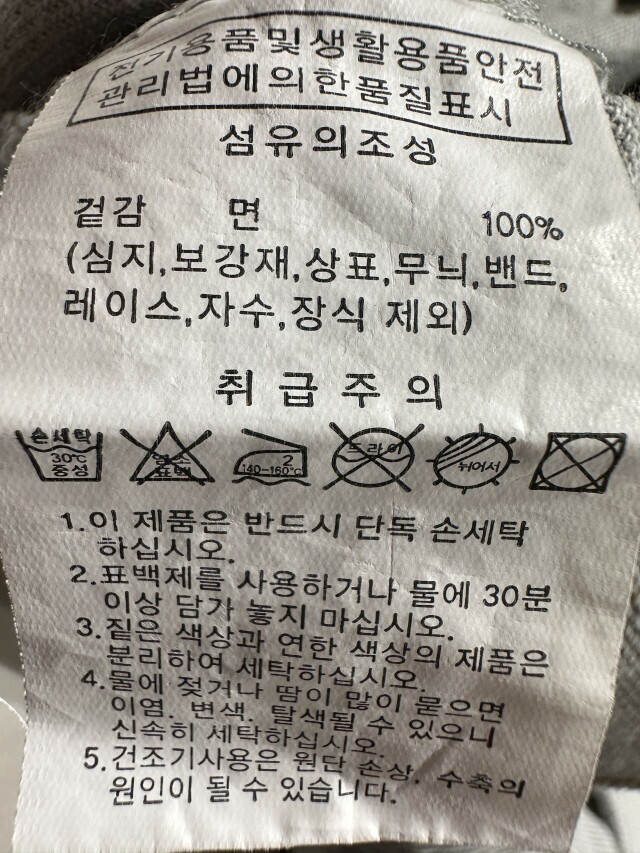 전기용품및생활용품안전
관리법에의한품질표시
섬유의조성
겉감 면 100%
(심지,보강재,상표,무늬,밴드,
레이스,자수,장식 제외)
취 급 주 의
손세탁
30℃
중성
염소
표백
2
140~160℃
드라이
뉘어서
1.이 제품은 반드시 단독 손세탁
하십시오.
2.표백제를 사용하거나 물에 30분
이상 담가 놓지 마십시오.
3.짙은 색상과 연한 색상의 제품은
분리하여 세탁하십시오.
4.물에 젖거나 땀이 많이 묻으면
이염. 변색. 탈색될 수 있으니
신속히 세탁하십시오.
5.건조기사용은 원단 손상. 수축의
원인이 될 수 있습니다.